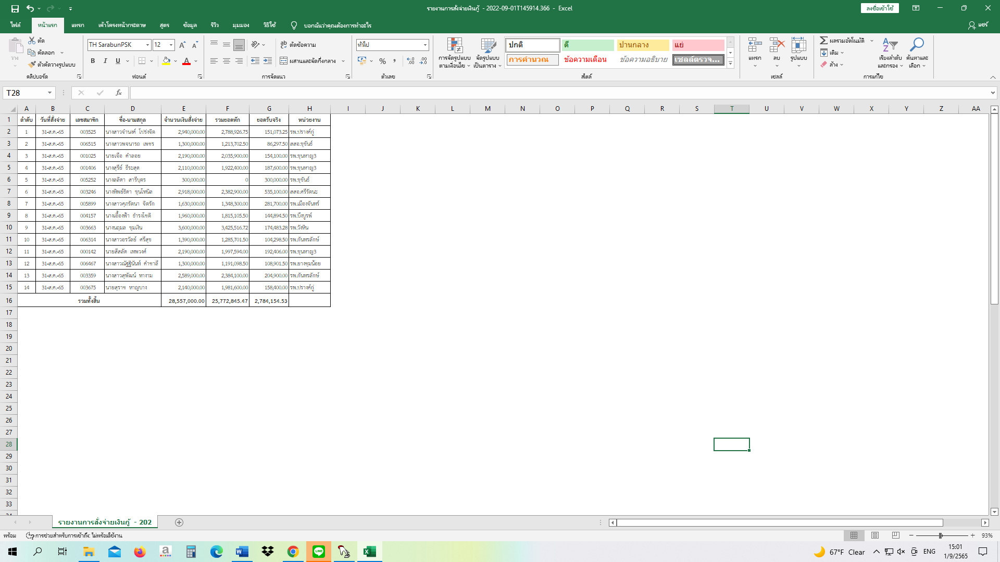 รายงานการสั่งจ่ายเงินกู้ - 2022-09-01T145914.366 - Excel
ลงชื่อเข้าใช้
ไฟล์ หน้าแรก แทรก เค้าโครงหน้ากระดาษ สูตร ข้อมูล รีวิว มุมมอง วิธีใช้ บอกฉันว่าคุณต้องการทำอะไร แชร์
วาง
ตัด
คัดลอก
ตัวคัดวางรูปแบบ
คลิปบอร์ด
TH SarabunPSK 12
B I U
ฟอนต์
ตัดข้อความ
ผสานและจัดกึ่งกลาง
การจัดแนว
ทั่วไป
ตัวเลข
การจัดรูปแบบ
ตามเงื่อนไข
จัดรูปแบบ
เป็นตาราง
ปกติ ดี ปานกลาง แย่
การคำนวณ ข้อความเตือน ข้อความอธิบาย เซลล์ตรวจ...
สไตล์
แทรก ลบ รูปแบบ
เซลล์
ผลรวมอัตโนมัติ
เติม
ล้าง
เรียงลำดับ
และกรอง
ค้นหาและ
เลือก
การแก้ไข
T28 fx
A B C D E F G H I J K L M N O P Q R S T U V W X Y Z AA
1 ลำดับ วันที่สั่งจ่าย เลขสมาชิก ชื่อ-นามสกุล จำนวนเงินสั่งจ่าย รวมยอดหัก ยอดรับจริง หน่วยงาน
2 1 31-ส.ค.-65 003525 นางสาวจำนงค์ โปร่งจิต 2,940,000.00 2,788,926.75 151,073.25 รพ.ปรางค์กู่
3 2 31-ส.ค.-65 006515 นางสาวพจนารถ เพชร 1,300,000.00 1,213,702.50 86,297.50 สสอ.ขุขันธ์
4 3 31-ส.ค.-65 001025 นายเจือ คำลอย 2,190,000.00 2,035,900.00 154,100.00 รพ.ขุนหาญ3
5 4 31-ส.ค.-65 001406 นางสุรีย์ ธีระสุต 2,110,000.00 1,922,400.00 187,600.00 รพ.ขุนหาญ3
6 5 31-ส.ค.-65 005252 นางลลิตา สารีบุตร 300,000.00 0 300,000.00 รพ.ขุขันธ์
7 6 31-ส.ค.-65 003246 นางทิพย์ธิดา ขุนโทนิล 2,918,000.00 2,382,900.00 535,100.00 สสอ.ศรีรัตนะ
8 7 31-ส.ค.-65 005899 นางสาวศุภรัตนา จิตรัก 1,630,000.00 1,348,300.00 281,700.00 รพ.เมืองจันทร์
9 8 31-ส.ค.-65 004157 นางเอื้องฟ้า ธำรงโชติ 1,960,000.00 1,815,105.50 144,894.50 รพ.บึงบูรพ์
10 9 31-ส.ค.-65 003663 นางนฤมล ชุมเงิน 3,600,000.00 3,425,516.72 174,483.28 รพ.วังหิน
11 10 31-ส.ค.-65 006314 นางสาวอรวัลย์ ศรีสุข 1,390,000.00 1,285,701.50 104,298.50 รพ.กันทรลักษ์
12 11 31-ส.ค.-65 000142 นายสีสลัด เทพวงศ์ 2,190,000.00 1,997,594.00 192,406.00 รพ.ขุนหาญ3
13 12 31-ส.ค.-65 006467 นางสาวณัฐฐินันท์ คำชาลี 1,300,000.00 1,191,098.50 108,901.50 รพ.ยางชุมน้อย
14 13 31-ส.ค.-65 003359 นางสาวสุพัฒน์ ทางาม 2,589,000.00 2,384,100.00 204,900.00 รพ.กันทรลักษ์
15 14 31-ส.ค.-65 003675 นายสุราช หาญบาง 2,140,000.00 1,981,600.00 158,400.00 รพ.ปรางค์กู่
16 รวมทั้งสิ้น 28,557,000.00 25,772,845.47 2,784,154.53
17
18
19
20
21
22
23
24
25
26
27
28
29
30
31
32
33
รายงานการสั่งจ่ายเงินกู้ - 202
พร้อม การช่วยสำหรับการเข้าถึง: ไม่พร้อมใช้งาน 93%
67°F Clear ENG
15:01
1/9/2565